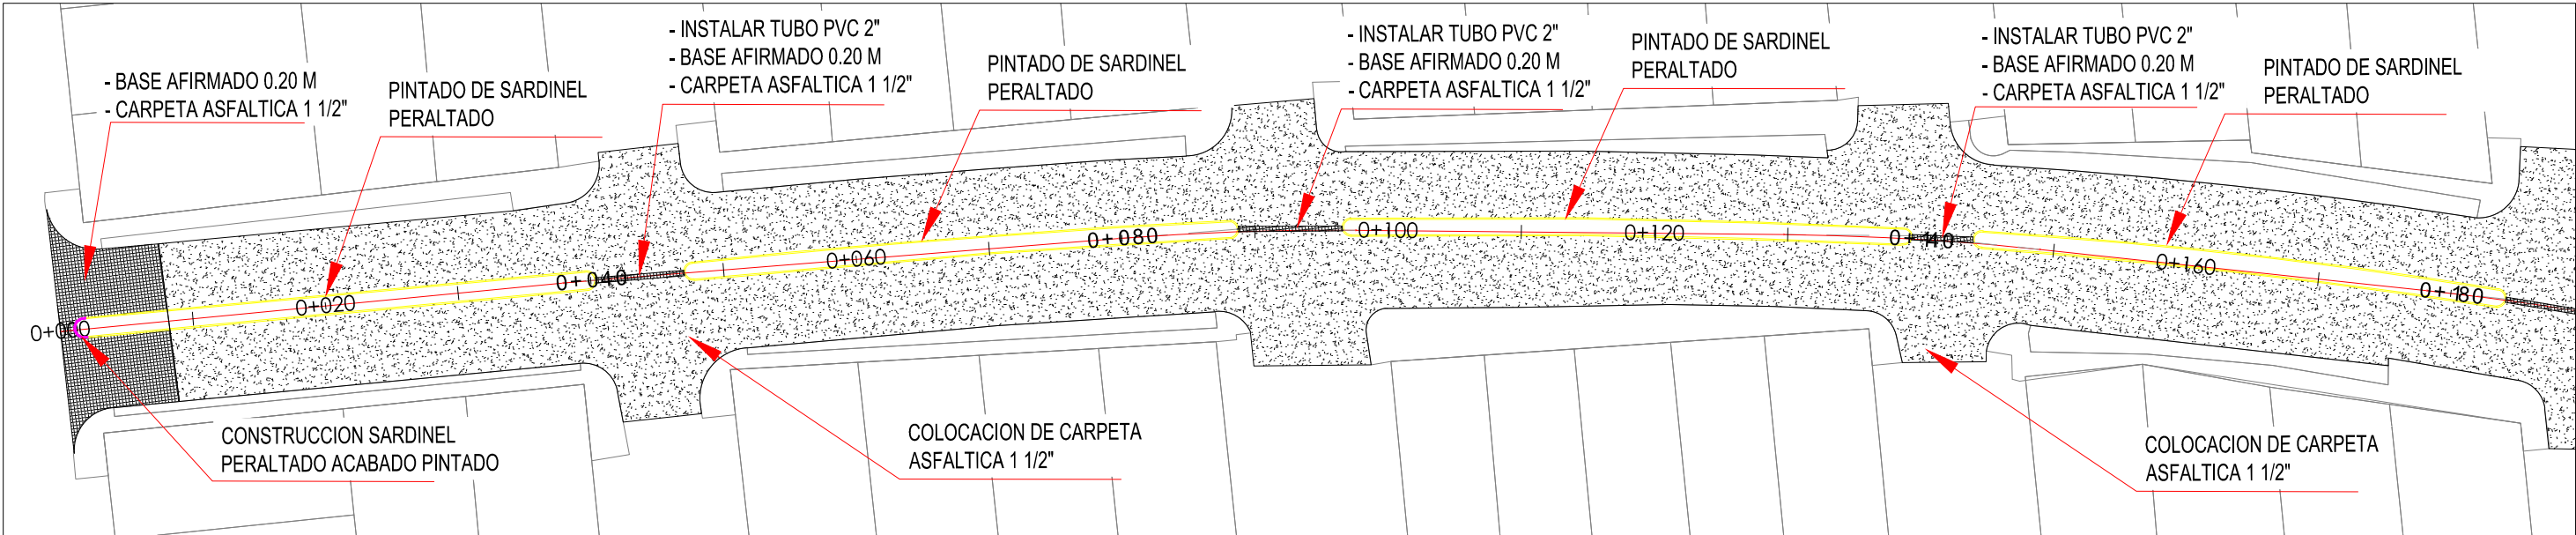 - BASE AFIRMADO 0.20 M
- CARPETA ASFALTICA 1 1/2"
PINTADO DE SARDINEL
PERALTADO
- INSTALAR TUBO PVC 2"
- BASE AFIRMADO 0.20 M
- CARPETA ASFALTICA 1 1/2"
PINTADO DE SARDINEL
PERALTADO
- INSTALAR TUBO PVC 2"
- BASE AFIRMADO 0.20 M
- CARPETA ASFALTICA 1 1/2"
PINTADO DE SARDINEL
PERALTADO
- INSTALAR TUBO PVC 2"
- BASE AFIRMADO 0.20 M
- CARPETA ASFALTICA 1 1/2"
PINTADO DE SARDINEL
PERALTADO
0+000
0+020
0+040
0+060
0+080
0+100
0+120
0+140
0+160
0+180
CONSTRUCCION SARDINEL
PERALTADO ACABADO PINTADO
COLOCACION DE CARPETA
ASFALTICA 1 1/2"
COLOCACION DE CARPETA
ASFALTICA 1 1/2"